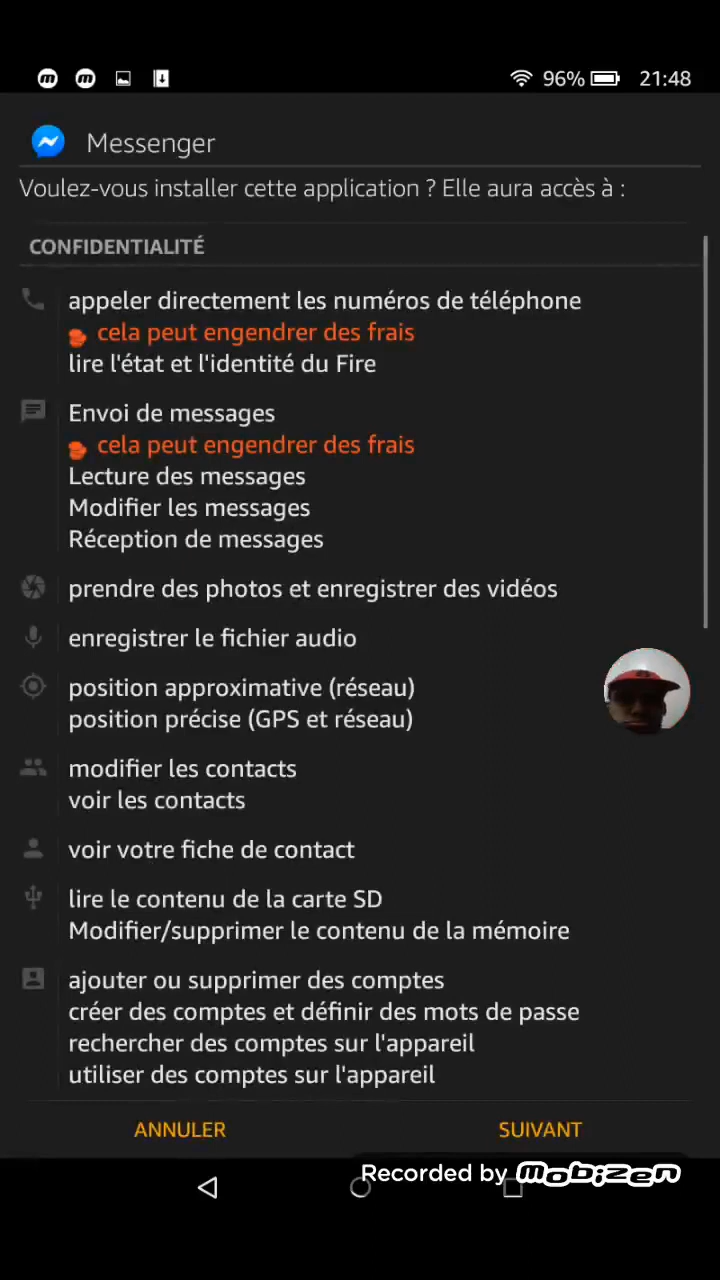 96% 21:48
Messenger
Voulez-vous installer cette application ? Elle aura accès à :
CONFIDENTIALITÉ
appeler directement les numéros de téléphone
cela peut engendrer des frais
lire l'état et l'identité du Fire
Envoi de messages
cela peut engendrer des frais
Lecture des messages
Modifier les messages
Réception de messages
prendre des photos et enregistrer des vidéos
enregistrer le fichier audio
position approximative (réseau)
position précise (GPS et réseau)
modifier les contacts
voir les contacts
voir votre fiche de contact
lire le contenu de la carte SD
Modifier/supprimer le contenu de la mémoire
ajouter ou supprimer des comptes
créer des comptes et définir des mots de passe
rechercher des comptes sur l'appareil
utiliser des comptes sur l'appareil
ANNULER SUIVANT
Recorded by mobizen